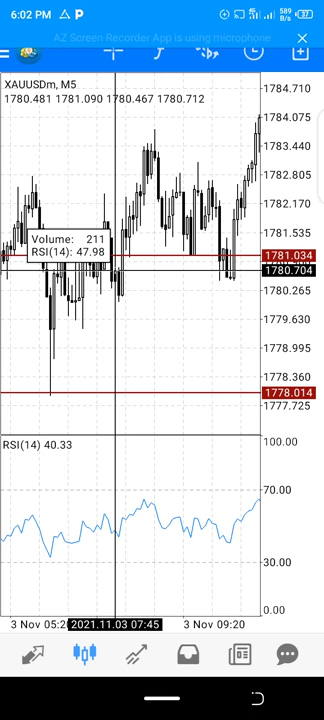 6:02 PM
589
B/s
37
AZ Screen Recorder App is using microphone
XAUUSDm, M5
1780.481 1781.090 1780.467 1780.712
1784.710
1784.075
1783.440
1782.805
1782.170
1781.535
Volume: 211
RSI(14): 47.98
1781.034
1780.704
1780.265
1779.630
1778.995
1778.360
1778.014
1777.725
RSI(14) 40.33
100.00
70.00
30.00
0.00
3 Nov 05:20
2021.11.03 07:45
3 Nov 09:20